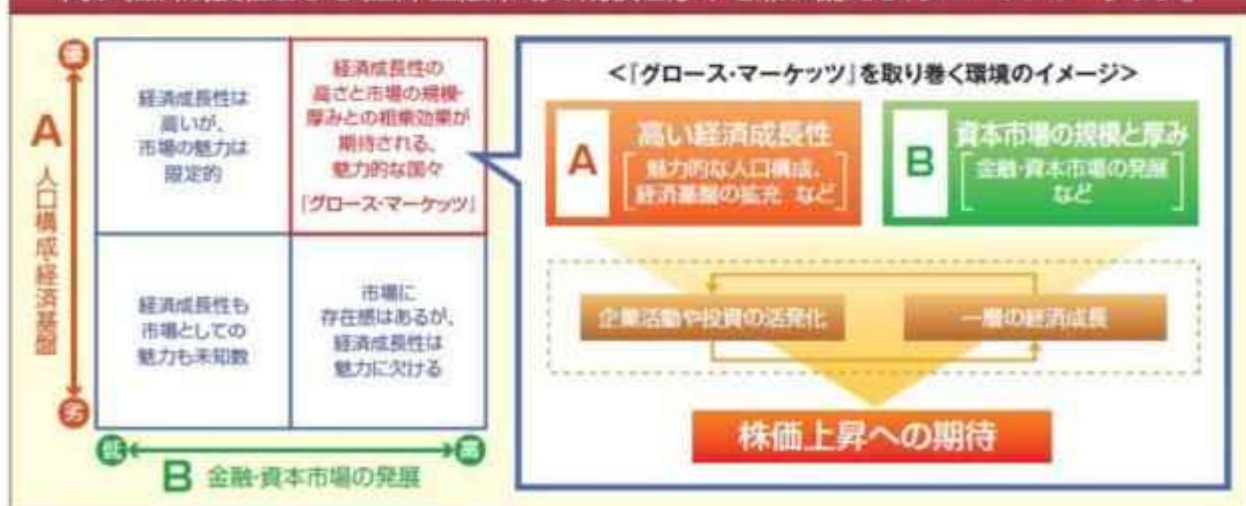 優
A
人口構成・経済基盤
劣
経済成長性は
高いが、
市場の魅力は
限定的
経済成長性の
高さと市場の規模・
厚みとの相乗効果が
期待される、
魅力的な国々
『グロース・マーケッツ』
経済成長性も
市場としての
魅力も未知数
市場に
存在感はあるが、
経済成長性は
魅力に欠ける
低
高
B 金融・資本市場の発展
<『グロース・マーケッツ』を取り巻く環境のイメージ>
A
高い経済成長性
魅力的な人口構成、
経済基盤の拡充 など
B
資本市場の規模と厚み
金融・資本市場の発展
など
企業活動や投資の活発化
一層の経済成長
株価上昇への期待